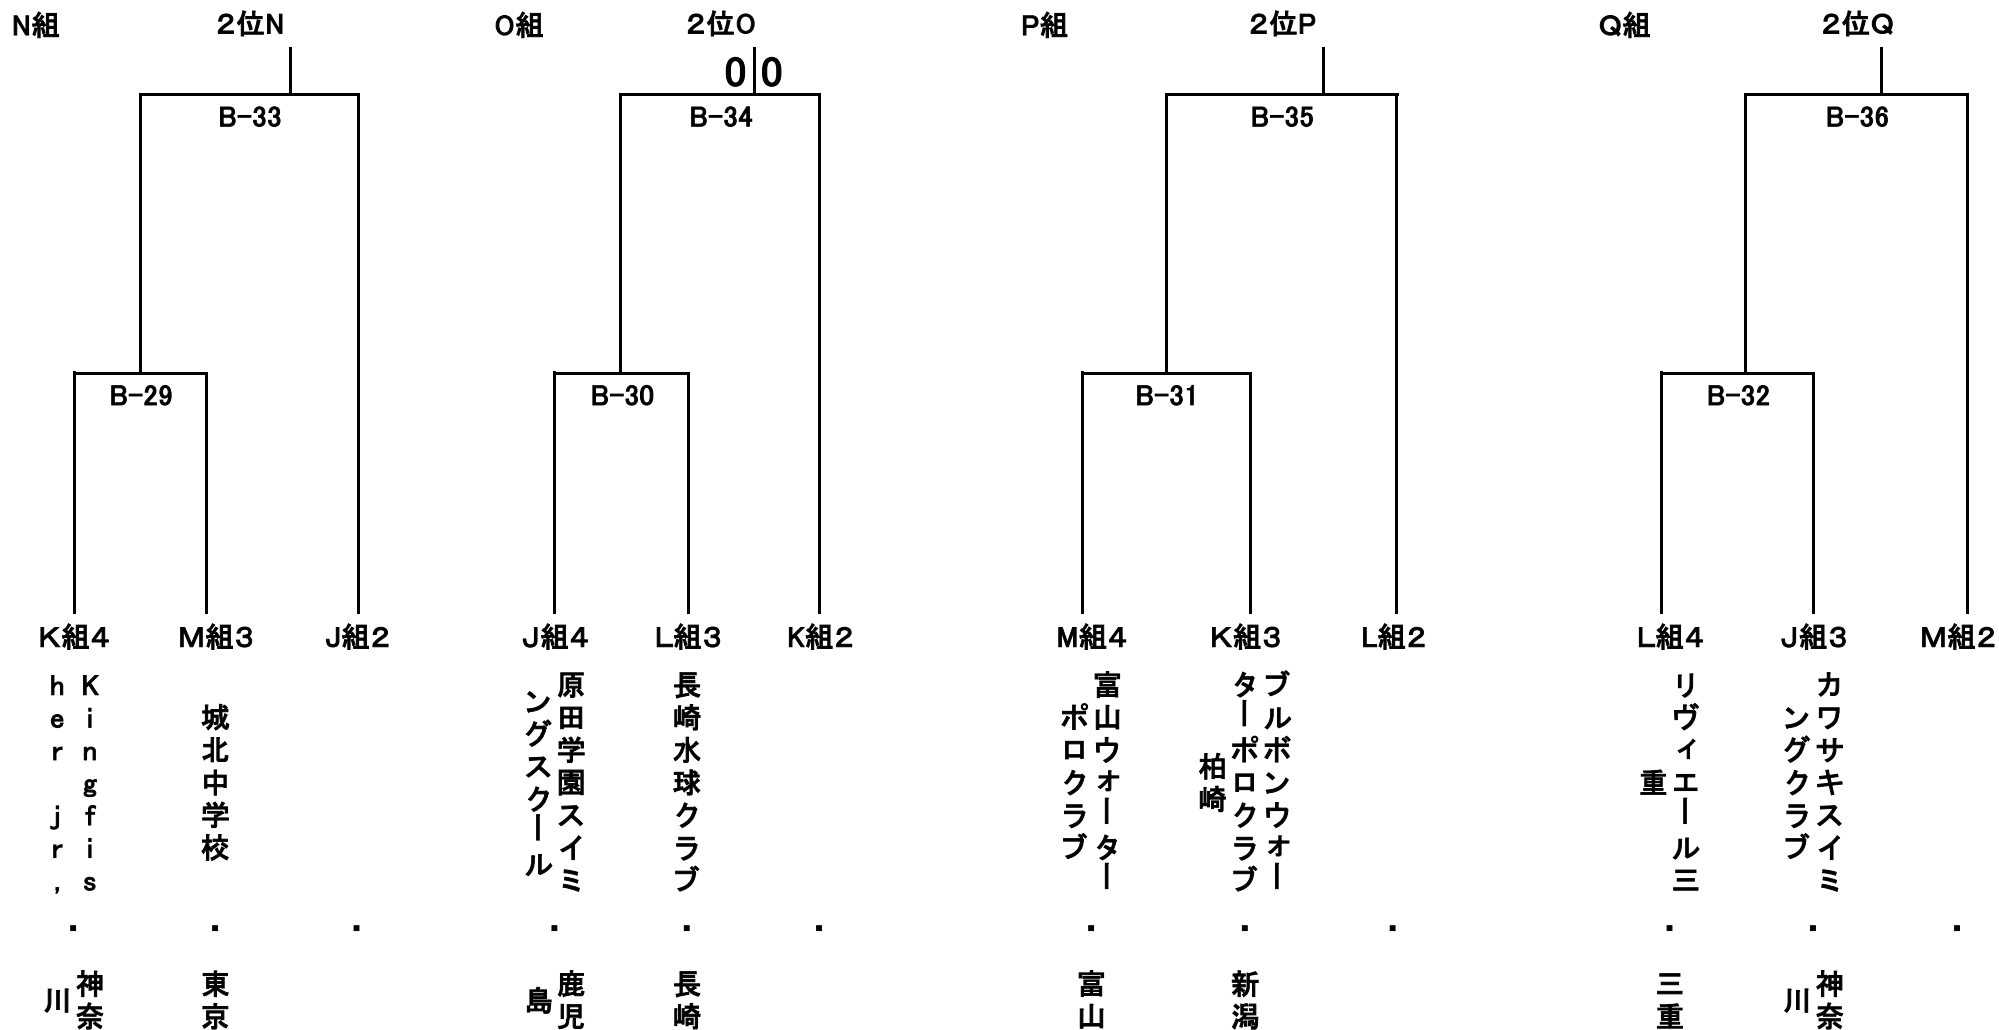 N組
２位N
O組
２位O
P組
２位P
Q組
２位Q
0 0
B-33
B-34
B-35
B-36
B-29
B-30
B-31
B-32
K組4
M組3
J組2
J組4
L組3
K組2
M組4
K組3
L組2
L組4
J組3
M組2
Kingfis
her jr,
城北中学校
原田学園スイミ
ングスクール
長崎水球クラブ
富山ウォーター
ポロクラブ
ブルボンウォー
ターポロクラブ
柏崎
リヴィエール三
重
カワサキスイミ
ングクラブ
・
・
・
・
・
・
・
・
・
・
・
・
神奈
川
東京
鹿児
島
長崎
富山
新潟
三重
神奈
川